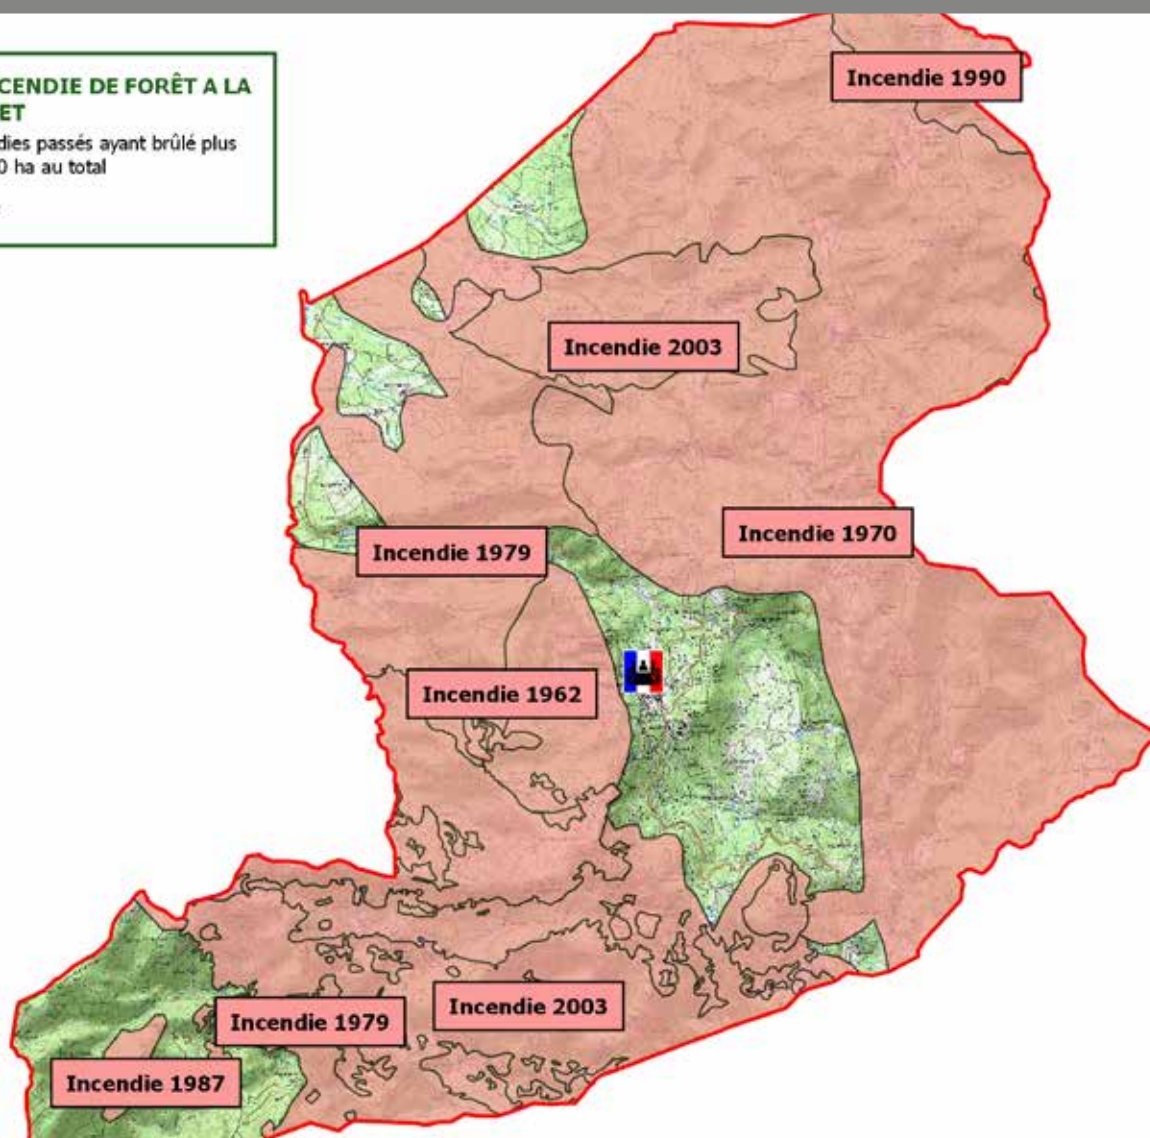 CENDIE DE FORÊT A LA
ET
dies passés ayant brûlé plus
0 ha au total
Incendie 1990
Incendie 2003
Incendie 1970
Incendie 1979
Incendie 1962
Incendie 2003
Incendie 1979
Incendie 1987